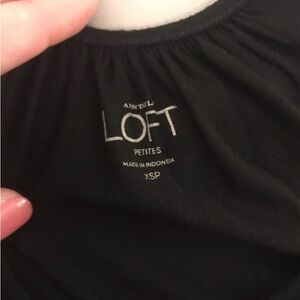 ANN TAYLOR
LOFT
PETITES
MADE IN INDONESIA
XSP